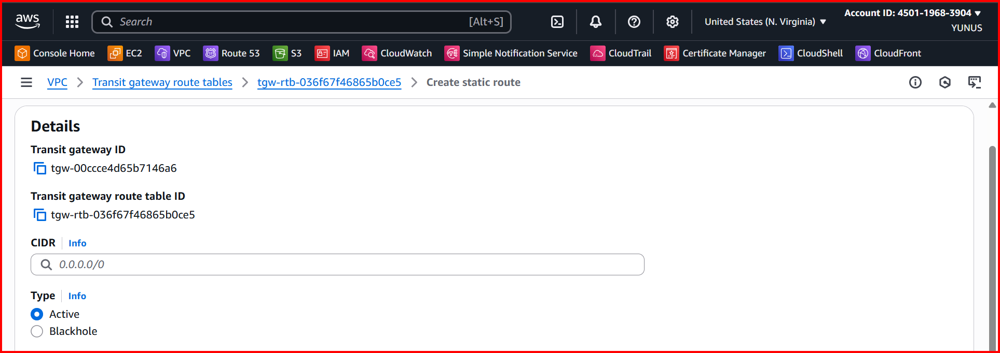 aws
Search [Alt+S]
United States (N. Virginia)
Account ID: 4501-1968-3904
YUNUS
Console Home EC2 VPC Route 53 S3 IAM CloudWatch Simple Notification Service CloudTrail Certificate Manager CloudShell CloudFront
VPC Transit gateway route tables tgw-rtb-036f67f46865b0ce5 Create static route
Details
Transit gateway ID
tgw-00ccce4d65b7146a6
Transit gateway route table ID
tgw-rtb-036f67f46865b0ce5
CIDR Info
0.0.0.0/0
Type Info
Active
Blackhole